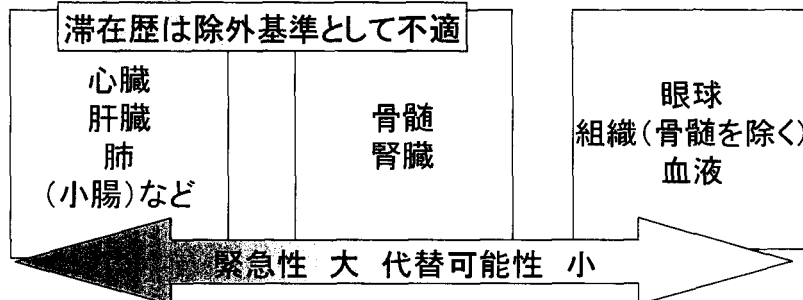 滞在歴は除外基準として不適
心臓
肝臓
肺
(小腸)など
骨髄
腎臓
眼球
組織(骨髄を除く)
血液
緊急性 大 代替可能性 小